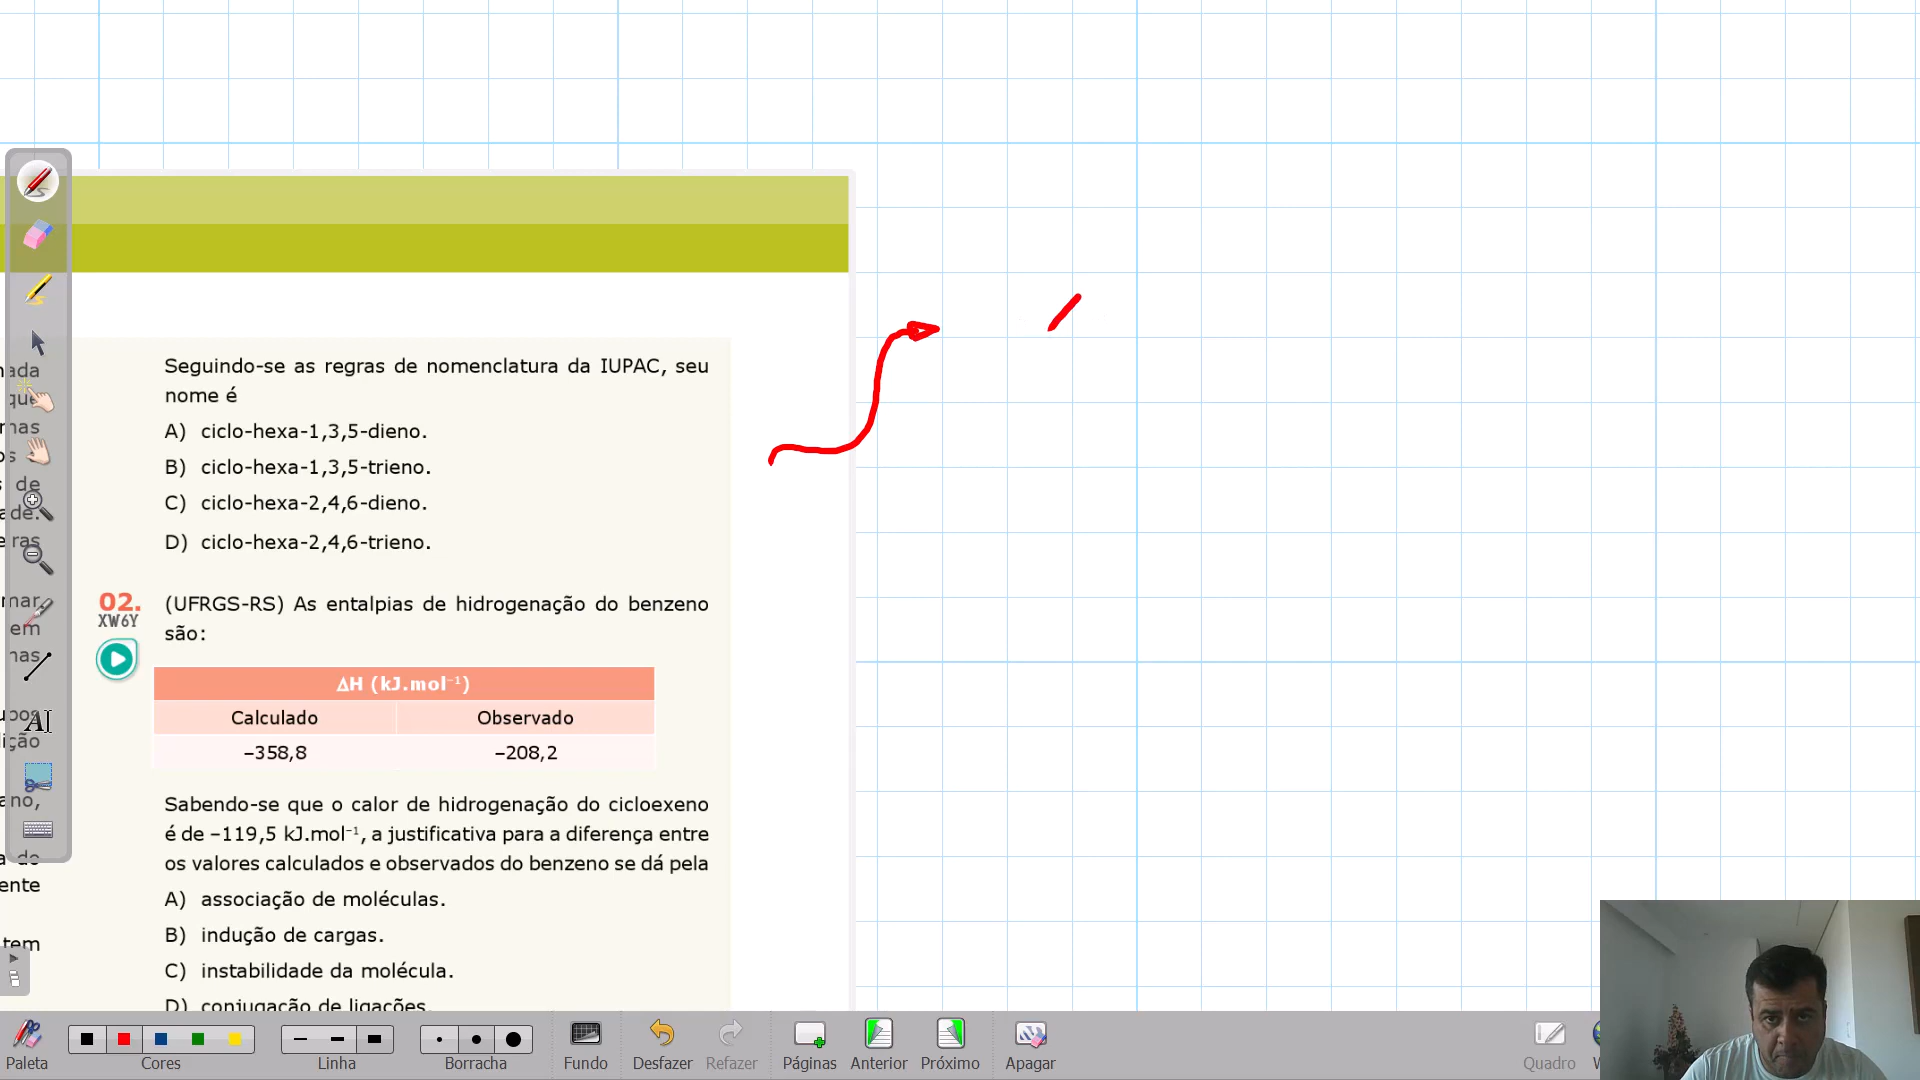 Seguindo-se as regras de nomenclatura da IUPAC, seu
nome é
A) ciclo-hexa-1,3,5-dieno.
B) ciclo-hexa-1,3,5-trieno.
C) ciclo-hexa-2,4,6-dieno.
D) ciclo-hexa-2,4,6-trieno.
02.
XW6Y
(UFRGS-RS) As entalpias de hidrogenação do benzeno
são:
ΔH (kJ.mol⁻¹)
Calculado Observado
–358,8 –208,2
Sabendo-se que o calor de hidrogenação do cicloexeno
é de –119,5 kJ.mol⁻¹, a justificativa para a diferença entre
os valores calculados e observados do benzeno se dá pela
A) associação de moléculas.
B) indução de cargas.
C) instabilidade da molécula.
D) conjugação de ligações.
Paleta Cores Linha Borracha Fundo Desfazer Refazer Páginas Anterior Próximo Apagar Quadro